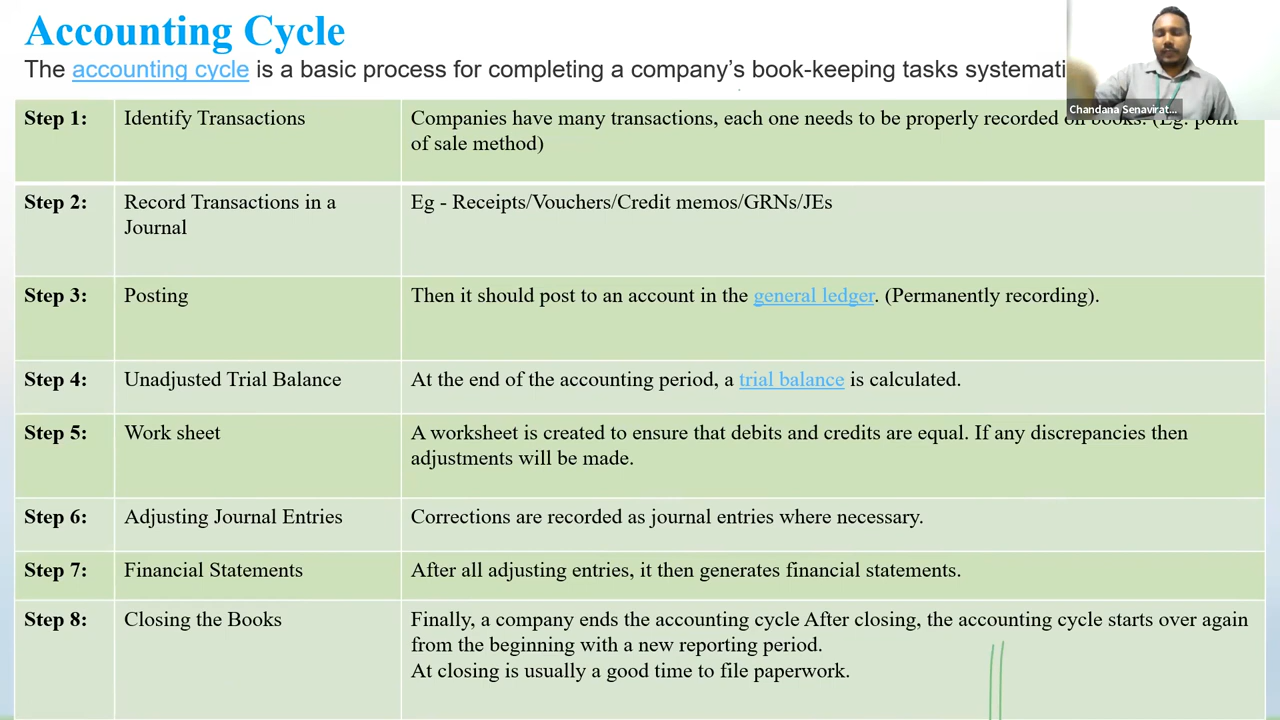 Accounting Cycle
The accounting cycle is a basic process for completing a company’s book-keeping tasks
Chandana Senavirat...
Step 1:
Identify Transactions
Companies have many transactions, each one needs to be properly recorded on books. (Eg: point
of sale method)
Step 2:
Record Transactions in a
Journal
Eg - Receipts/Vouchers/Credit memos/GRNs/JEs
Step 3:
Posting
Then it should post to an account in the general ledger. (Permanently recording).
Step 4:
Unadjusted Trial Balance
At the end of the accounting period, a trial balance is calculated.
Step 5:
Work sheet
A worksheet is created to ensure that debits and credits are equal. If any discrepancies then
adjustments will be made.
Step 6:
Adjusting Journal Entries
Corrections are recorded as journal entries where necessary.
Step 7:
Financial Statements
After all adjusting entries, it then generates financial statements.
Step 8:
Closing the Books
Finally, a company ends the accounting cycle After closing, the accounting cycle starts over again
from the beginning with a new reporting period.
At closing is usually a good time to file paperwork.